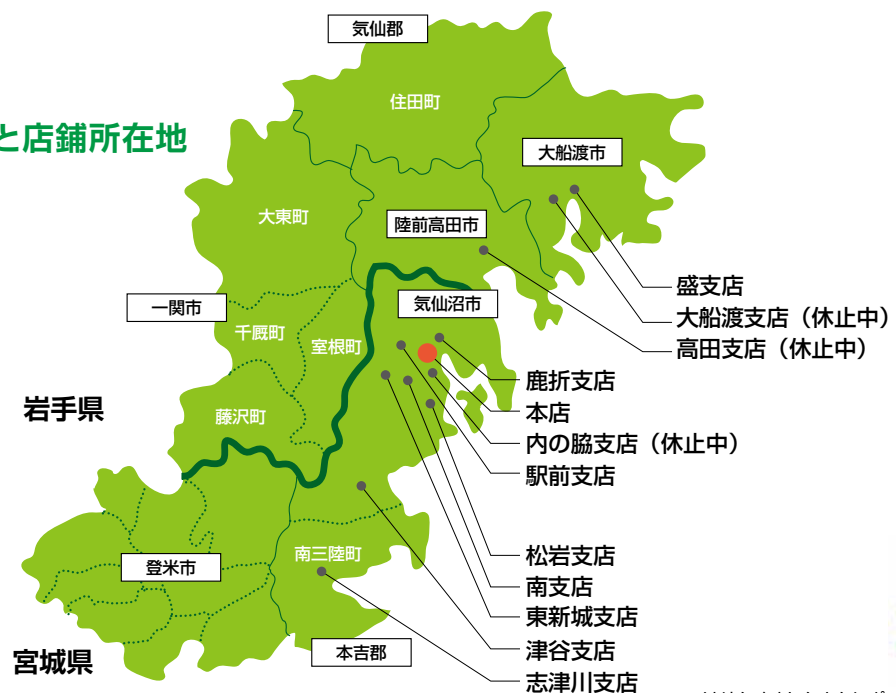 気仙郡
住田町
と店鋪所在地
大船渡市
大東町
陸前高田市
盛支店
一関市
気仙沼市
大船渡支店（休止中）
千厩町
室根町
高田支店（休止中）
鹿折支店
岩手県
藤沢町
本店
内の脇支店（休止中）
駅前支店
南三陸町
松岩支店
登米市
南支店
東新城支店
宮城県
本吉郡
津谷支店
志津川支店